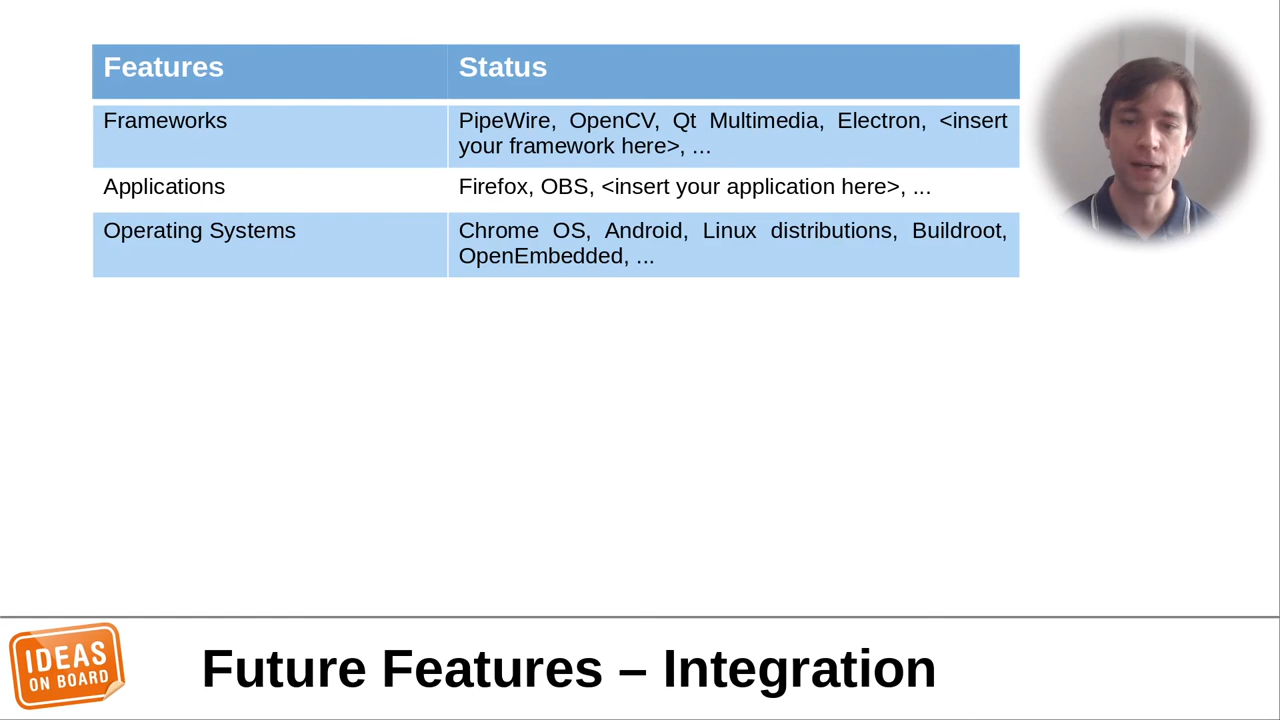 Features Status
Frameworks PipeWire, OpenCV, Qt Multimedia, Electron, <insert
your framework here>, ...
Applications Firefox, OBS, <insert your application here>, ...
Operating Systems Chrome OS, Android, Linux distributions, Buildroot,
OpenEmbedded, ...
IDEAS
ON BOARD
Future Features – Integration